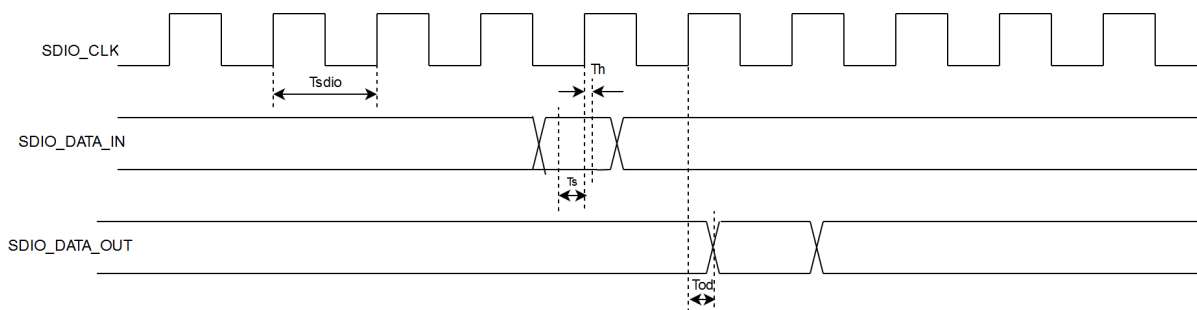 SDIO_CLK
Th
Tsdio
SDIO_DATA_IN
Ts
SDIO_DATA_OUT
Tod